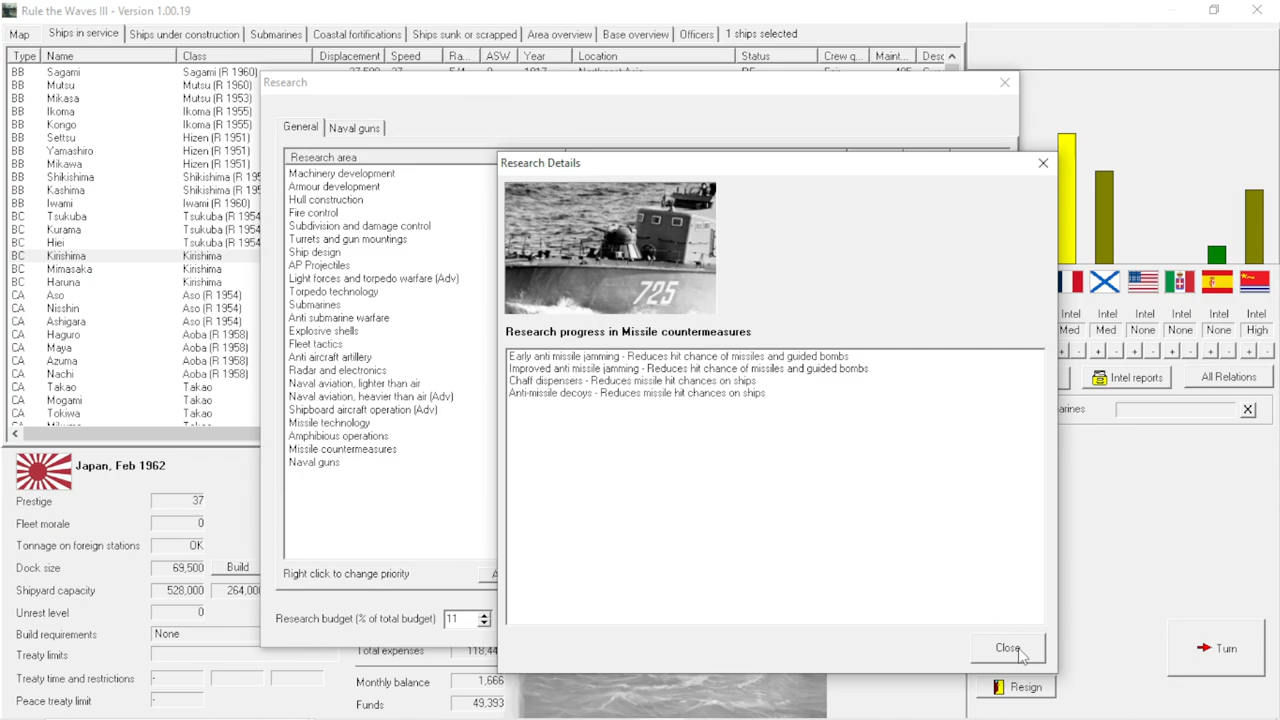 Rule the Waves III - Version 1.00.19
Map Ships in service Ships under construction Submarines Coastal fortifications Ships sunk or scrapped Area overview Base overview Officers 1 ships selected
Type Name Class Displacement Speed Ra... ASW Year Location Status Crew q... Maint...
BB Sagami Sagami (R 1960)
BB Mutsu Mutsu (R 1960)
BB Mikasa Mutsu (R 1953)
BB Ikoma Ikoma (R 1955)
BB Kongo Ikoma (R 1955)
BB Settsu Hizen (R 1951)
BB Yamashiro Hizen (R 1951)
BB Mikawa Hizen (R 1951)
BB Shikishima Shikishima (R 195
BB Kashima Shikishima (R 195
BB Iwami Iwami (R 1960)
BC Tsukuba Tsukuba (R 1954
BC Kurama Tsukuba (R 1954
BC Hiei Tsukuba (R 1954
BC Kirishima Kirishima
BC Mimasaka Kirishima
BC Haruna Kirishima
CA Aso Aso (R 1954)
CA Nisshin Aso (R 1954)
CA Ashigara Aso (R 1954)
CA Haguro Aoba (R 1958)
CA Maya Aoba (R 1958)
CA Azuma Aoba (R 1958)
CA Nachi Aoba (R 1958)
CA Takao Takao
CA Mogami Takao
CA Tokiwa Takao
Research
General Naval guns
Research area
Machinery development
Armour development
Hull construction
Fire control
Subdivision and damage control
Turrets and gun mountings
Ship design
AP Projectiles
Light forces and torpedo warfare (Adv)
Torpedo technology
Submarines
Anti submarine warfare
Explosive shells
Fleet tactics
Anti aircraft artillery
Radar and electronics
Naval aviation, lighter than air
Naval aviation, heavier than air (Adv)
Shipboard aircraft operation (Adv)
Missile technology
Amphibious operations
Missile countermeasures
Naval guns
Right click to change priority
Research budget (% of total budget) 11
Research Details
725
Research progress in Missile countermeasures
Early anti missile jamming - Reduces hit chance of missiles and guided bombs
Improved anti missile jamming - Reduces hit chance of missiles and guided bombs
Chaff dispensers - Reduces missile hit chances on ships
Anti-missile decoys - Reduces missile hit chances on ships
Close
Intel Intel Intel Intel Intel Intel
Med Med None None None High
+ - + - + - + - + - +
Intel reports All Relations
arines X
Turn
Resign
Japan, Feb 1962
Prestige 37
Fleet morale 0
Tonnage on foreign stations OK
Dock size 69,500 Build
Shipyard capacity 528,000 264,00
Unrest level 0
Build requirements None
Treaty limits
Treaty time and restrictions -
Peace treaty limit -
Total expenses 118,44
Monthly balance 1,666
Funds 49,393